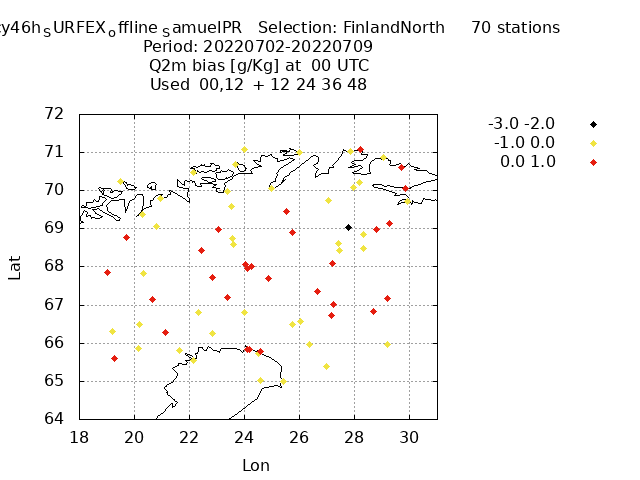 cy46hSURFEXoffline SamuelPR Selection: FinlandNorth 70 stations
Period: 20220702-20220709
Q2m bias [g/Kg] at 00 UTC
Used 00,12 + 12 24 36 48
-3.0 -2.0
-1.0 0.0
0.0 1.0
72
71
70
69
68
67
66
65
64
Lat
18 20 22 24 26 28 30
Lon